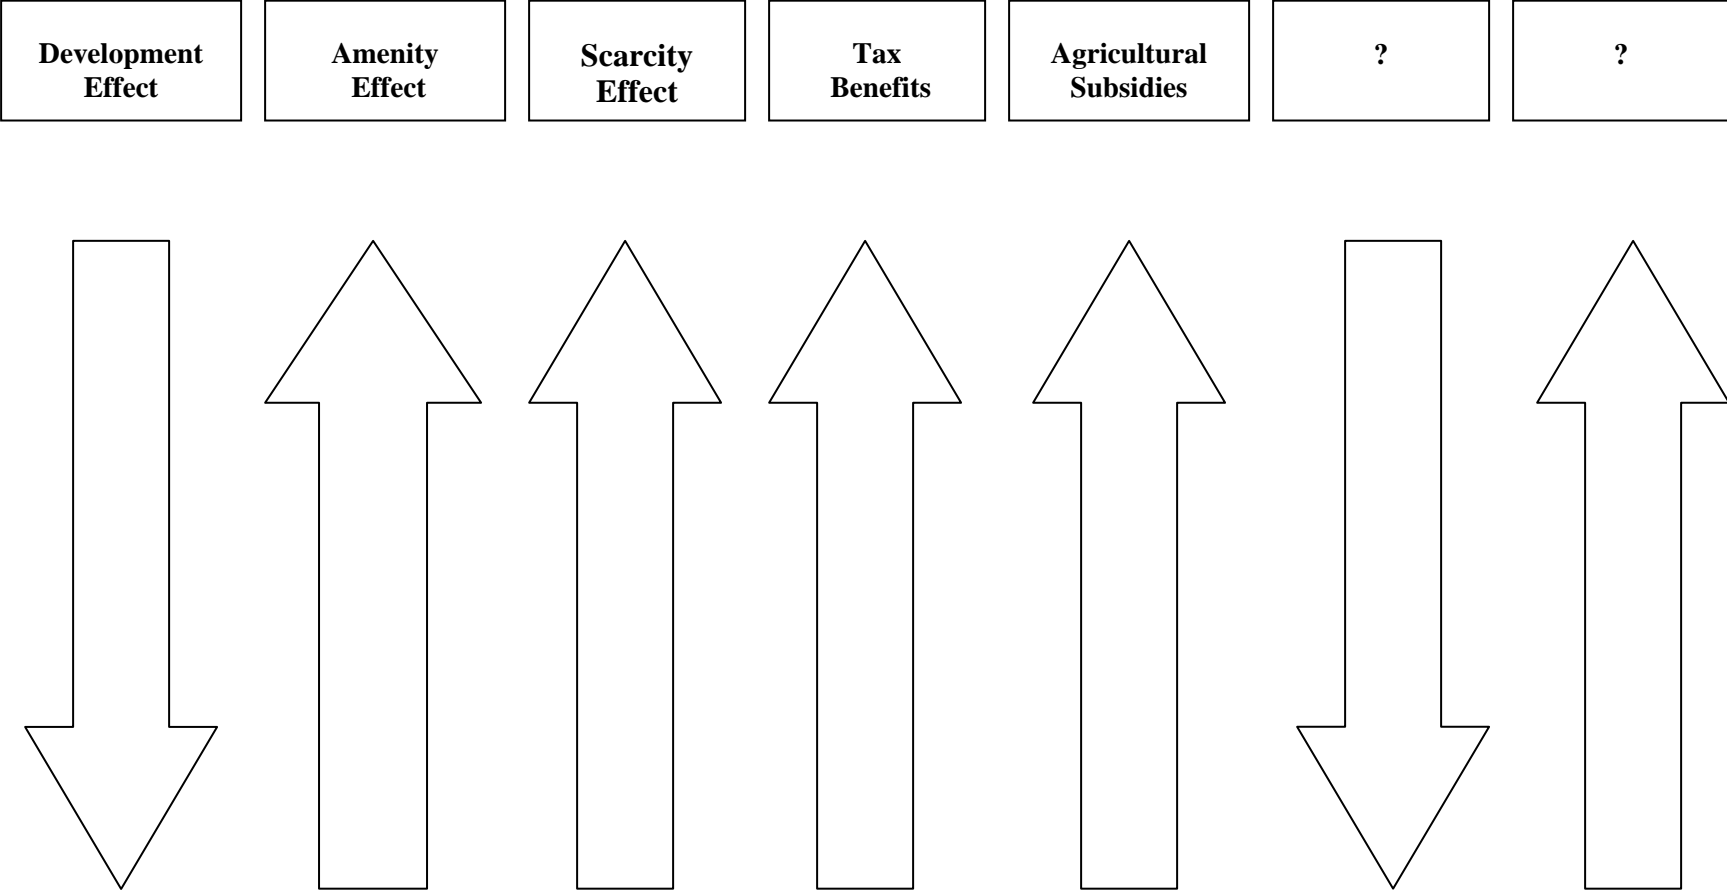 Development
Effect
Amenity
Effect
Scarcity
Effect
Tax
Benefits
Agricultural
Subsidies
?
?